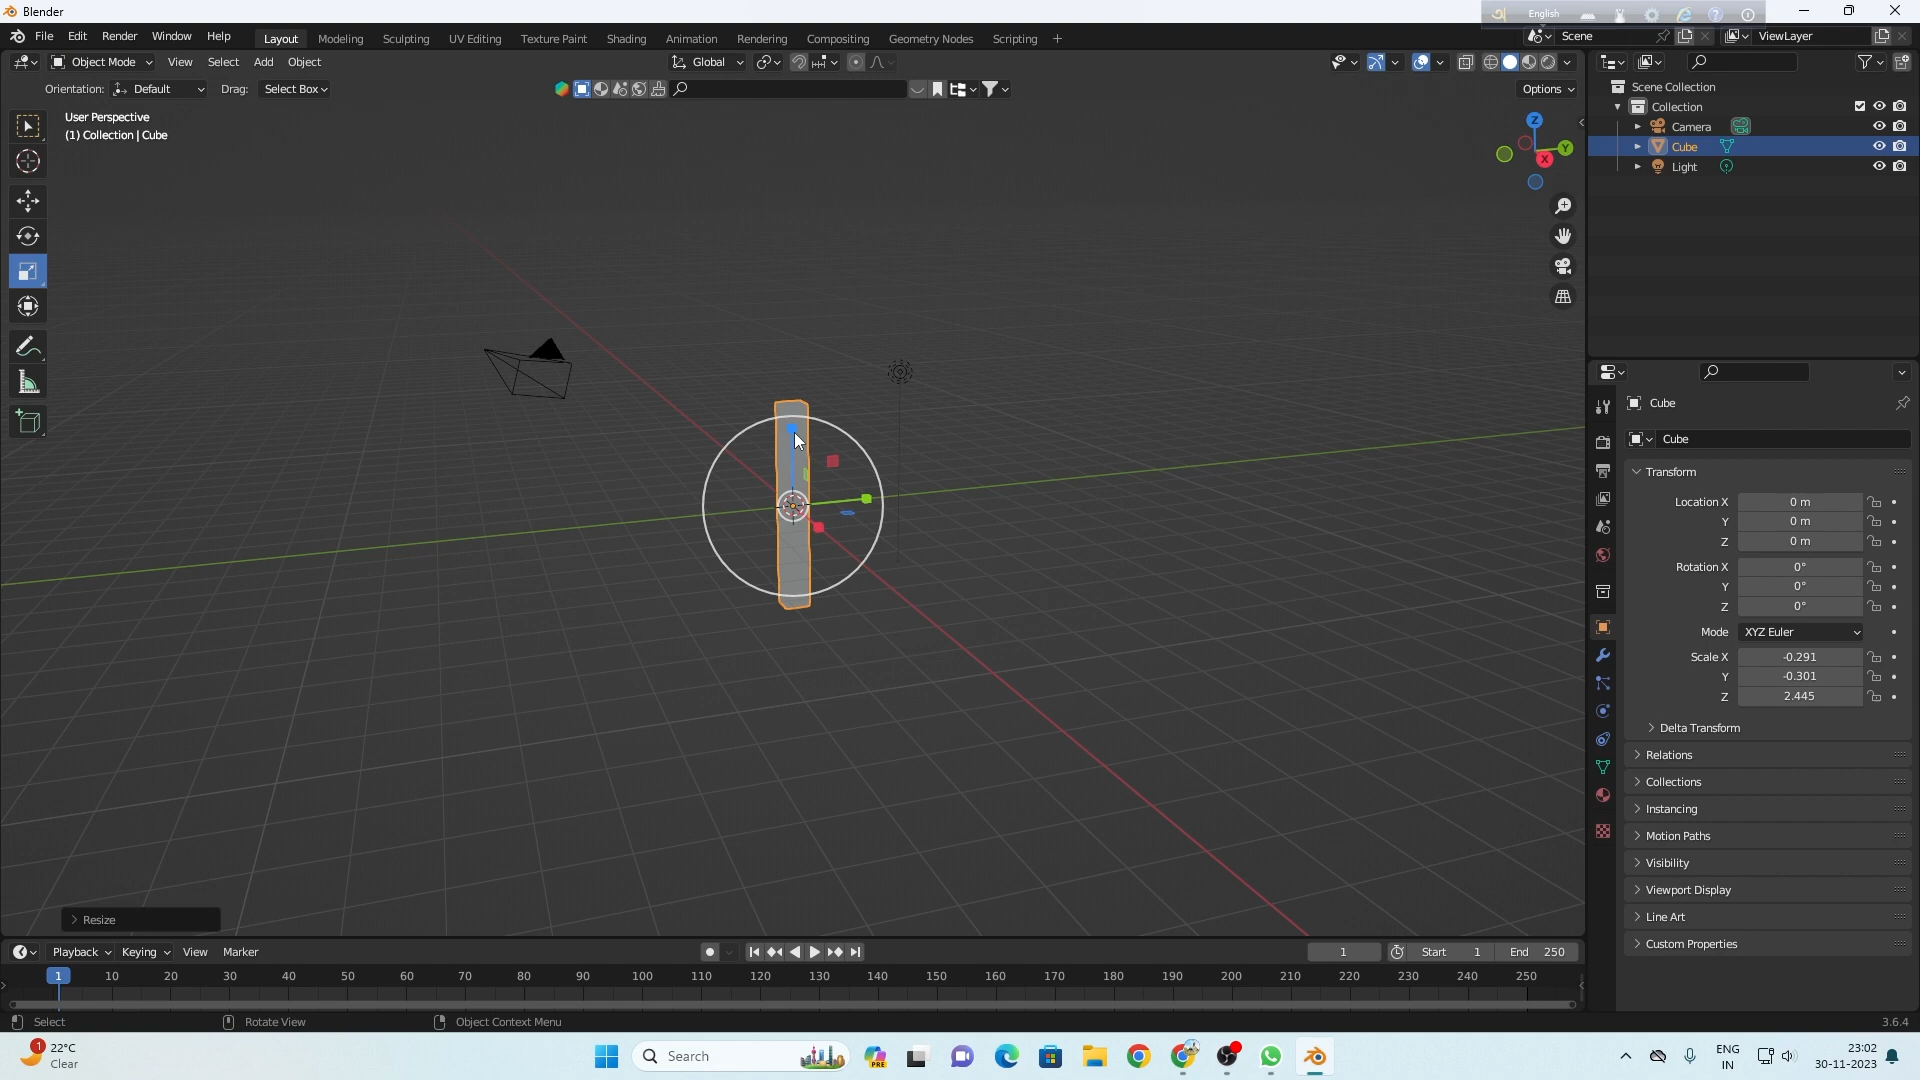 Blender
English
File Edit Render Window Help Layout Modeling Sculpting UV Editing Texture Paint Shading Animation Rendering Compositing Geometry Nodes Scripting + Scene ViewLayer
Object Mode View Select Add Object Global
Orientation: Default Drag: Select Box Options
User Perspective
(1) Collection | Cube
Z
Y
X
Scene Collection
Collection
Camera
Cube
Light
Cube
Cube
Transform
Location X 0 m
Y 0 m
Z 0 m
Rotation X 0°
Y 0°
Z 0°
Mode XYZ Euler
Scale X -0.291
Y -0.301
Z 2.445
Delta Transform
Relations
Collections
Instancing
Motion Paths
Visibility
Viewport Display
Line Art
Custom Properties
Resize
Playback Keying View Marker 1 Start 1 End 250
1 10 20 30 40 50 60 70 80 90 100 110 120 130 140 150 160 170 180 190 200 210 220 230 240 250
Select Rotate View Object Context Menu 3.6.4
1 22°C
Clear
Search
PRE
ENG
IN
23:02
30-11-2023